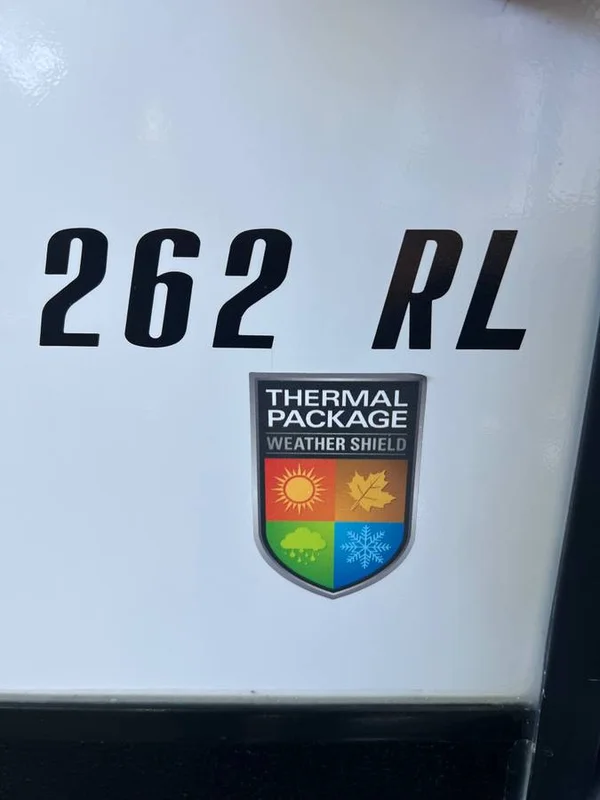 262 RL
THERMAL
PACKAGE
WEATHER SHIELD